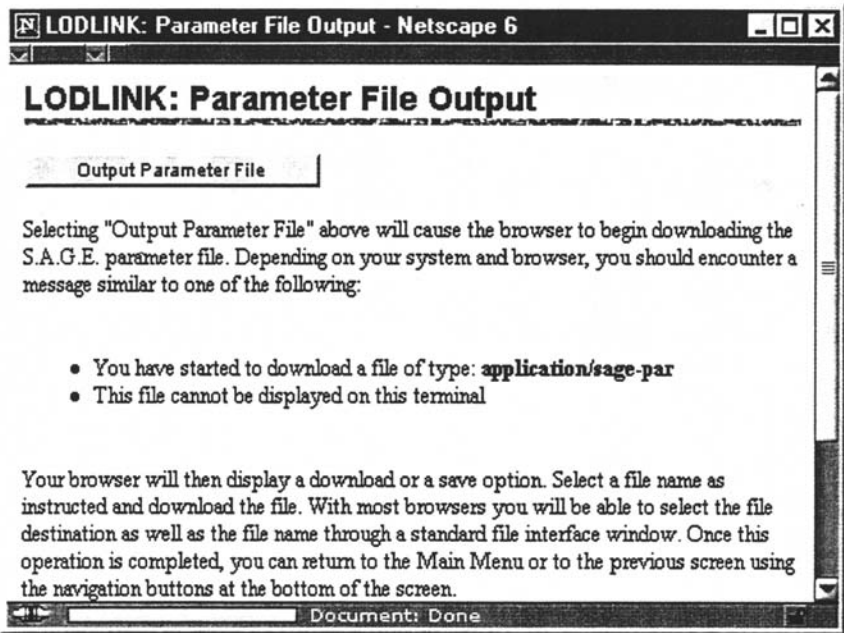 N LODLINK: Parameter File Output - Netscape 6
LODLINK: Parameter File Output
Output Parameter File
Selecting "Output Parameter File" above will cause the browser to begin downloading the
S.A.G.E. parameter file. Depending on your system and browser, you should encounter a
message similar to one of the following:
• You have started to download a file of type: application/sage-par
• This file cannot be displayed on this terminal
Your browser will then display a download or a save option. Select a file name as
instructed and download the file. With most browsers you will be able to select the file
destination as well as the file name through a standard file interface window. Once this
operation is completed, you can return to the Main Menu or to the previous screen using
the navigation buttons at the bottom of the screen.
Document: Done